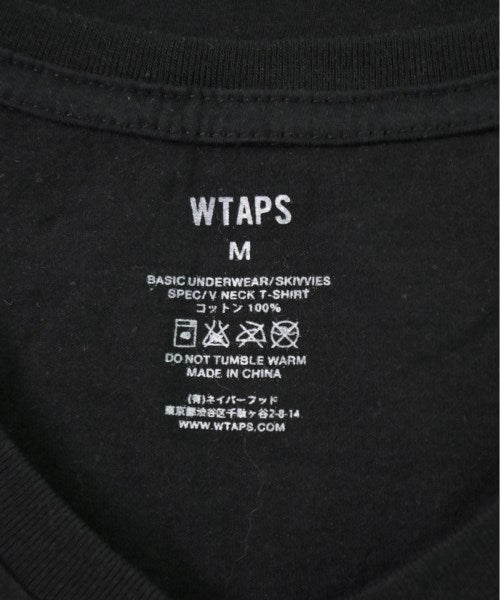 WTAPS
M
BASIC UNDERWEAR/SKIVVIES
SPEC/V NECK T-SHIRT
コットン 100%
40
DO NOT TUMBLE WARM
MADE IN CHINA
(有)ネイバーフッド
東京都渋谷区千駄ヶ谷2-8-14
WWW.WTAPS.COM